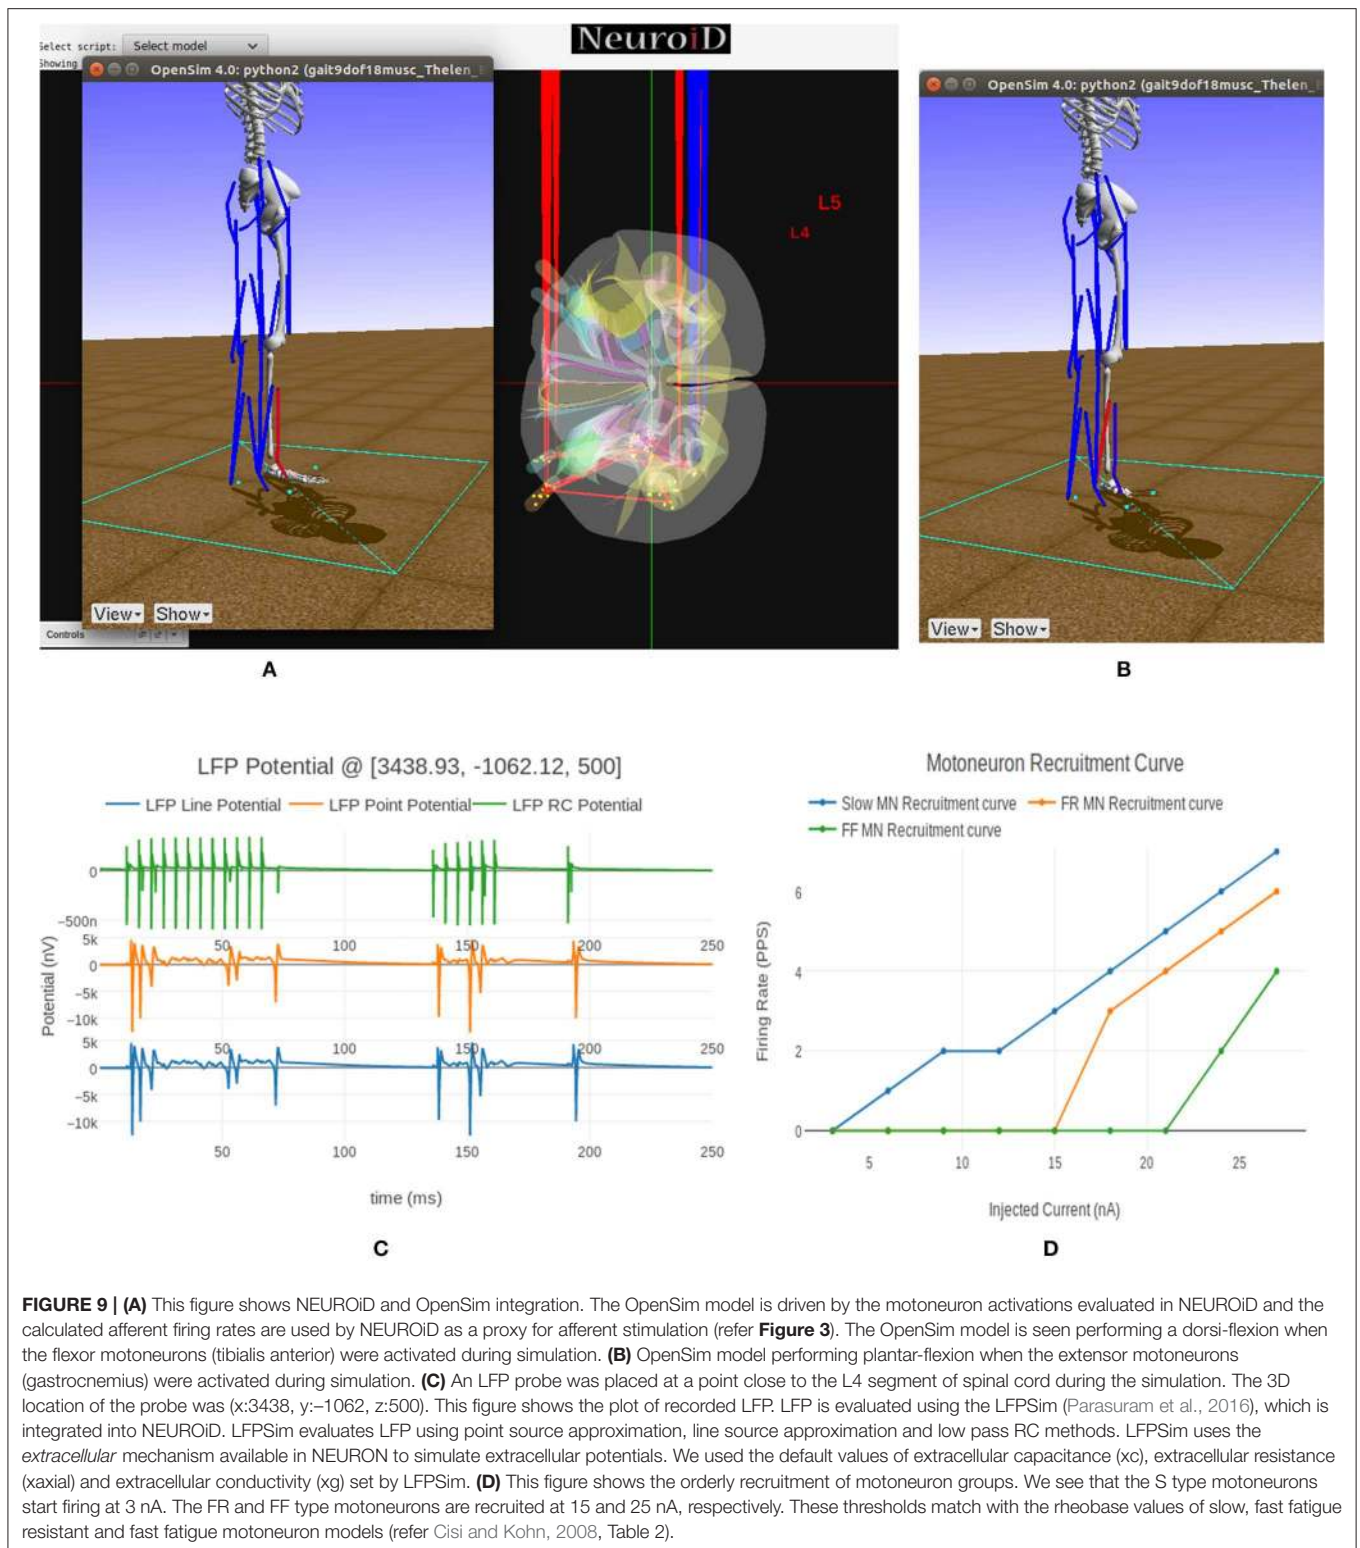 Select script: Select model
NeuroiD
Showing
OpenSim 4.0: python2 (gait9dof18musc_Thelen_
OpenSim 4.0: python2 (gait9dof18musc_Thelen_
L5
L4
View Show
Controls
View Show
A
B
LFP Potential @ [3438.93, -1062.12, 500]
LFP Line Potential LFP Point Potential LFP RC Potential
0
−500n
50 100 150 200 250
5k
0
−5k
−10k
50 100 150 200 250
5k
0
−5k
−10k
50 100 150 200 250
Potential (nV)
time (ms)
C
Motoneuron Recruitment Curve
Slow MN Recruitment curve FR MN Recruitment curve
FF MN Recruitment curve
6
4
2
0
5 10 15 20 25
Firing Rate (PPS)
Injected Current (nA)
D
FIGURE 9 | (A) This figure shows NEUROiD and OpenSim integration. The OpenSim model is driven by the motoneuron activations evaluated in NEUROiD and the
calculated afferent firing rates are used by NEUROiD as a proxy for afferent stimulation (refer Figure 3). The OpenSim model is seen performing a dorsi-flexion when
the flexor motoneurons (tibialis anterior) were activated during simulation. (B) OpenSim model performing plantar-flexion when the extensor motoneurons
(gastrocnemius) were activated during simulation. (C) An LFP probe was placed at a point close to the L4 segment of spinal cord during the simulation. The 3D
location of the probe was (x:3438, y:–1062, z:500). This figure shows the plot of recorded LFP. LFP is evaluated using the LFPSim (Parasuram et al., 2016), which is
integrated into NEUROiD. LFPSim evaluates LFP using point source approximation, line source approximation and low pass RC methods. LFPSim uses the
extracellular mechanism available in NEURON to simulate extracellular potentials. We used the default values of extracellular capacitance (xc), extracellular resistance
(xaxial) and extracellular conductivity (xg) set by LFPSim. (D) This figure shows the orderly recruitment of motoneuron groups. We see that the S type motoneurons
start firing at 3 nA. The FR and FF type motoneurons are recruited at 15 and 25 nA, respectively. These thresholds match with the rheobase values of slow, fast fatigue
resistant and fast fatigue motoneuron models (refer Cisi and Kohn, 2008, Table 2).